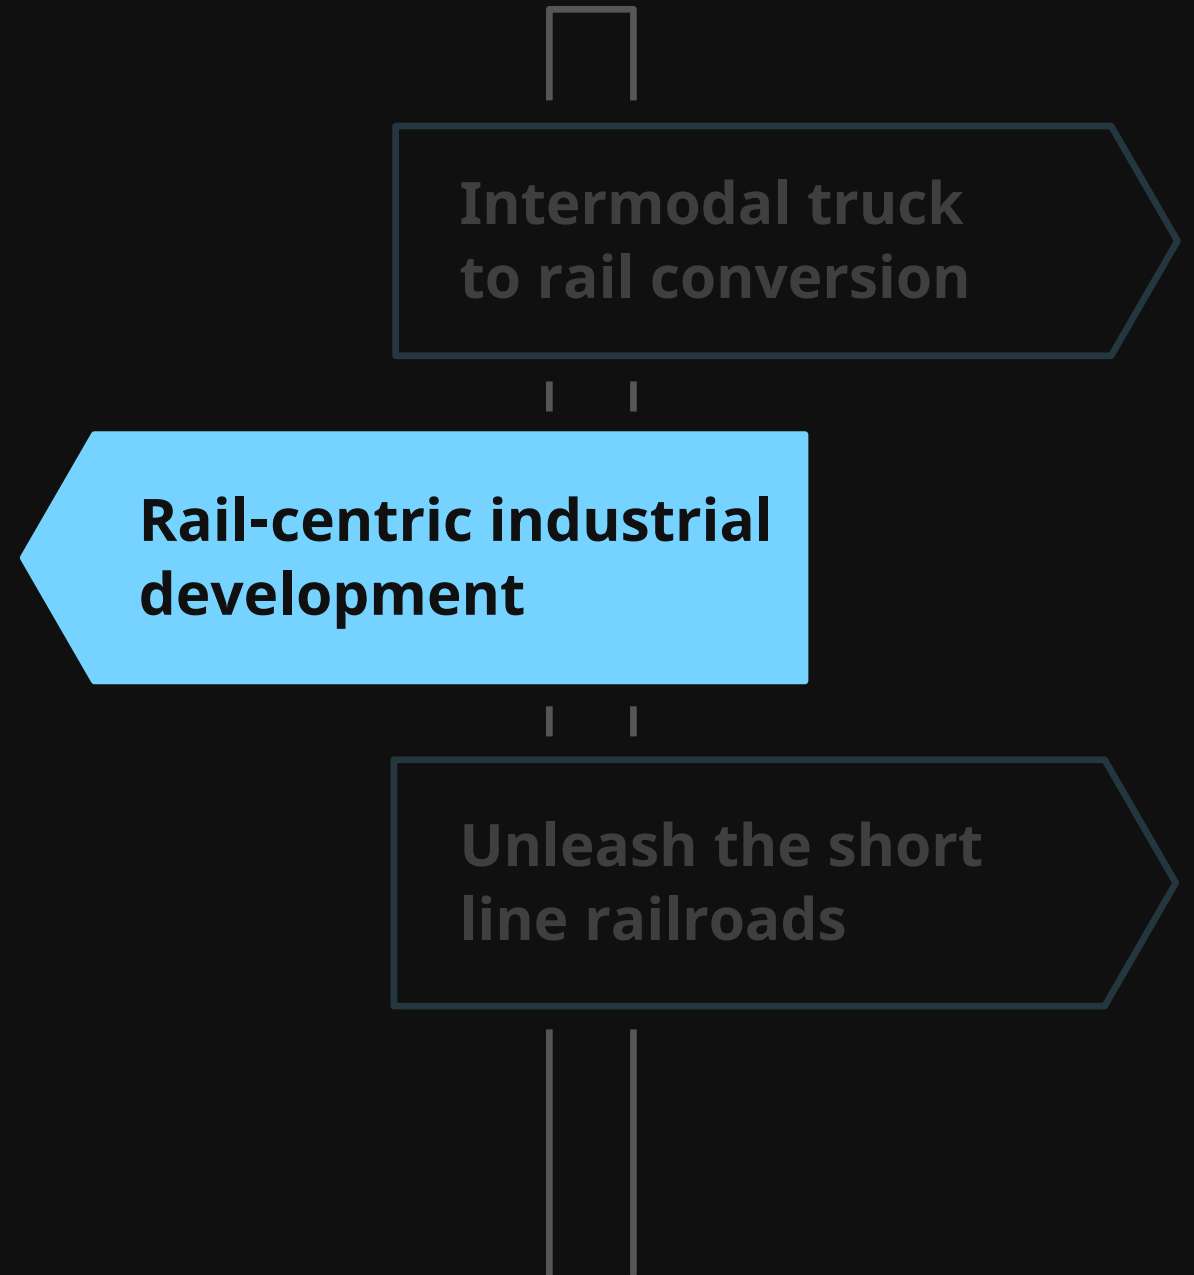 Intermodal truck
to rail conversion
Rail-centric industrial
development
Unleash the short
line railroads